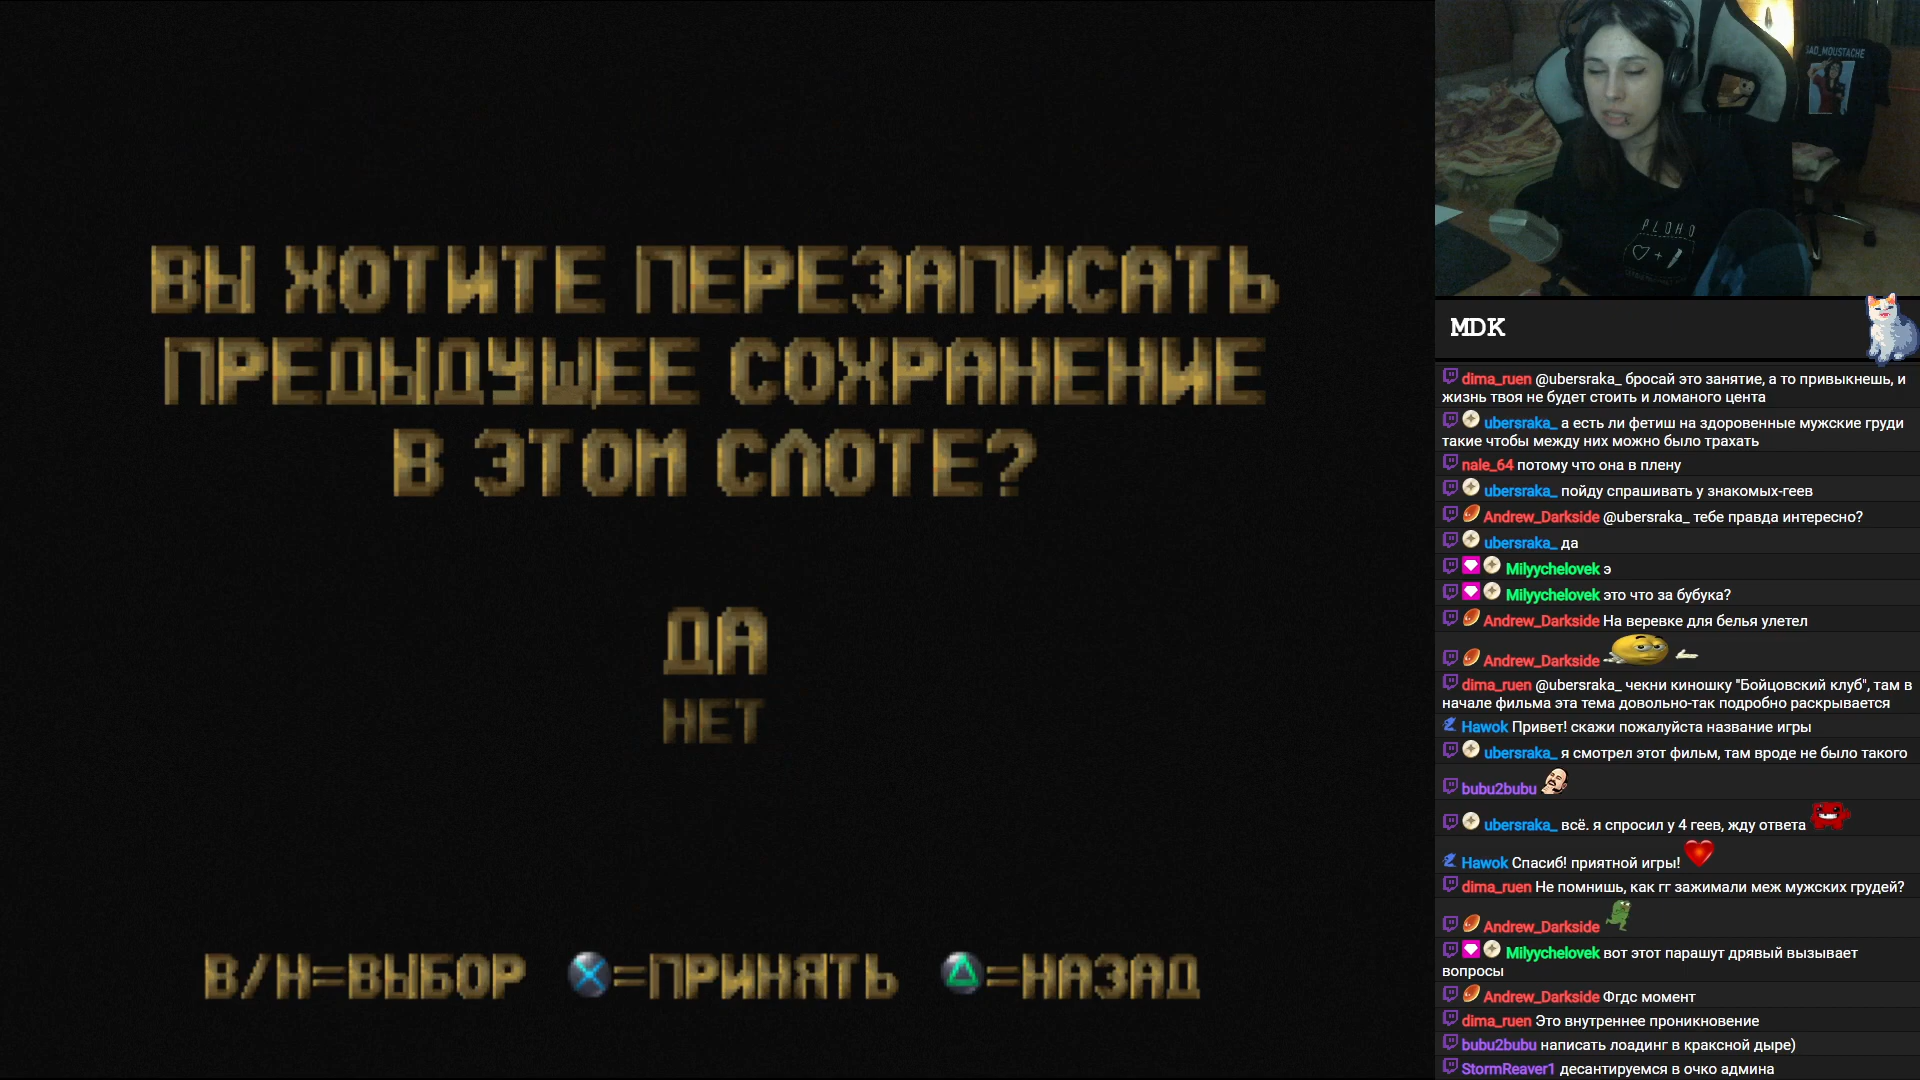 ВЫ ХОТИТЕ ПЕРЕЗАПИСАТЬ
ПРЕДЫДУЩЕЕ СОХРАНЕНИЕ
В ЭТОМ СЛОТЕ?
ДА
НЕТ
В/Н=ВЫБОР =ПРИНЯТЬ =НАЗАД
SAD_MOUSTACHE
PLOHO
MDK
dima_ruen @ubersraka_ бросай это занятие, а то привыкнешь, и
жизнь твоя не будет стоить и ломаного цента
ubersraka_ а есть ли фетиш на здоровенные мужские груди
такие чтобы между них можно было трахать
nale_64 потому что она в плену
ubersraka_ пойду спрашивать у знакомых-геев
Andrew_Darkside @ubersraka_ тебе правда интересно?
ubersraka_ да
Milyychelovek э
Milyychelovek это что за бубука?
Andrew_Darkside На веревке для белья улетел
Andrew_Darkside
dima_ruen @ubersraka_ чекни киношку "Бойцовский клуб", там в
начале фильма эта тема довольно-так подробно раскрывается
Hawok Привет! скажи пожалуйста название игры
ubersraka_ я смотрел этот фильм, там вроде не было такого
bubu2bubu
ubersraka_ всё. я спросил у 4 геев, жду ответа
Hawok Спасиб! приятной игры!
dima_ruen Не помнишь, как гг зажимали меж мужских грудей?
Andrew_Darkside
Milyychelovek вот этот парашут дрявый вызывает
вопросы
Andrew_Darkside Фгдс момент
dima_ruen Это внутреннее проникновение
bubu2bubu написать лоадинг в краксной дыре)
StormReaver1 десантируемся в очко админа